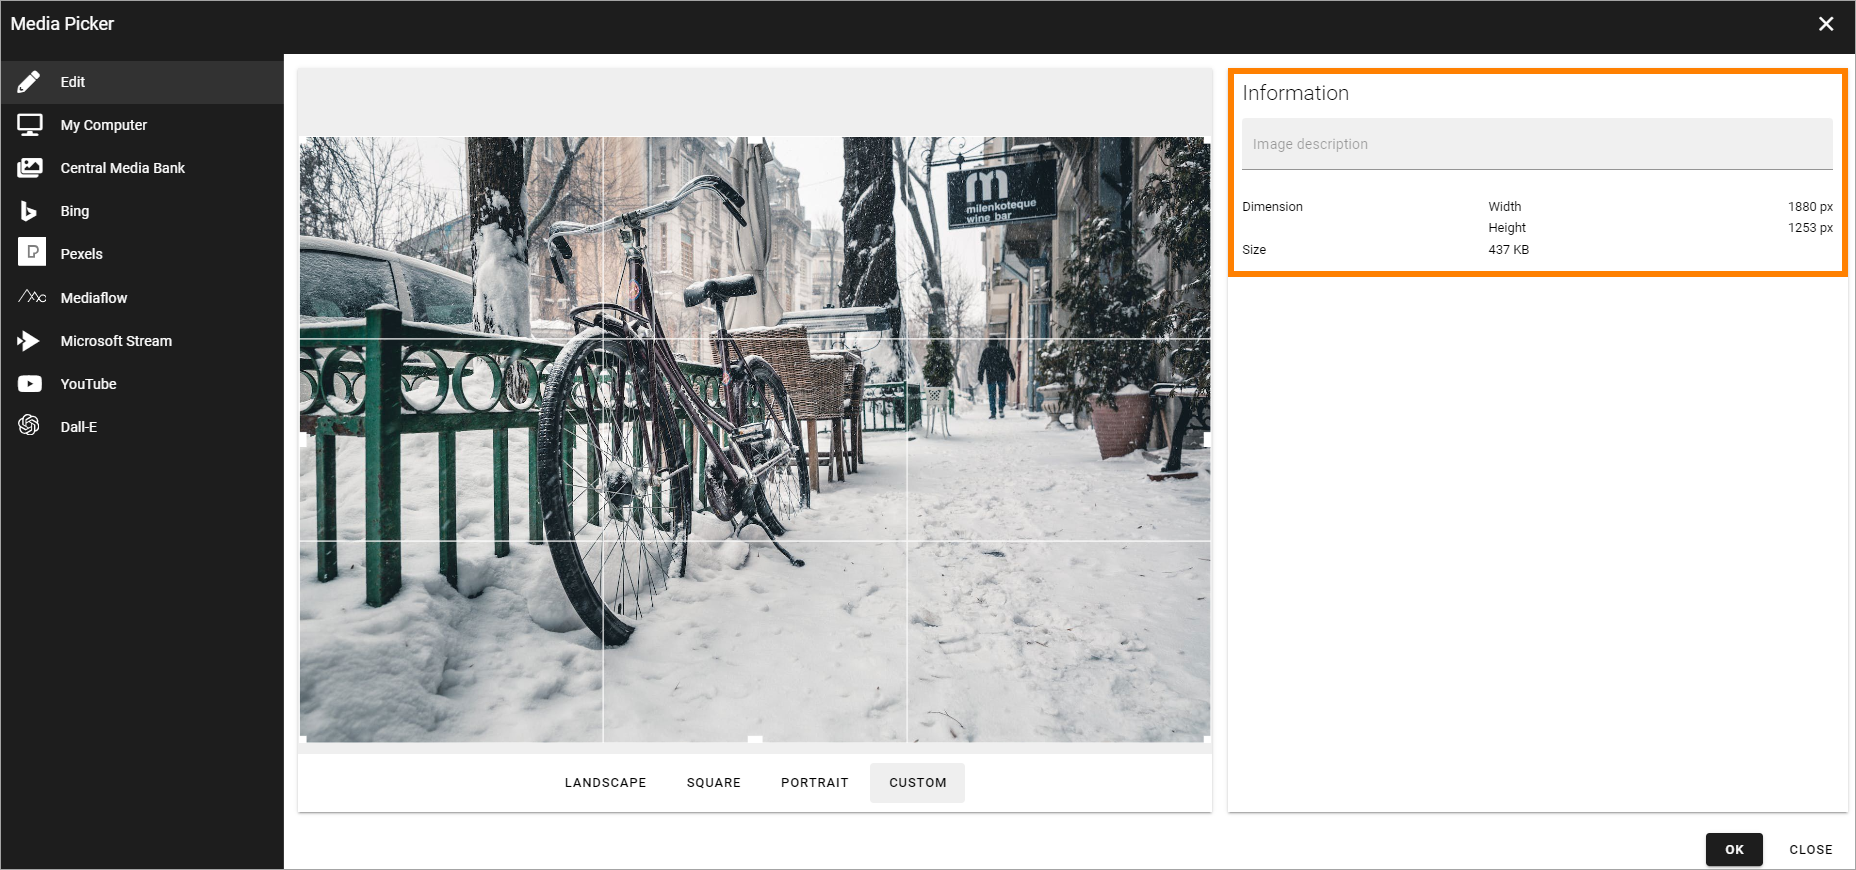 Media Picker
Edit
My Computer
Central Media Bank
Bing
Pexels
Mediaflow
Microsoft Stream
YouTube
Dall-E
m
milenkoteque
wine bar
LANDSCAPE
SQUARE
PORTRAIT
CUSTOM
Information
Image description
Dimension Width 1880 px
Height 1253 px
Size 437 KB
OK
CLOSE